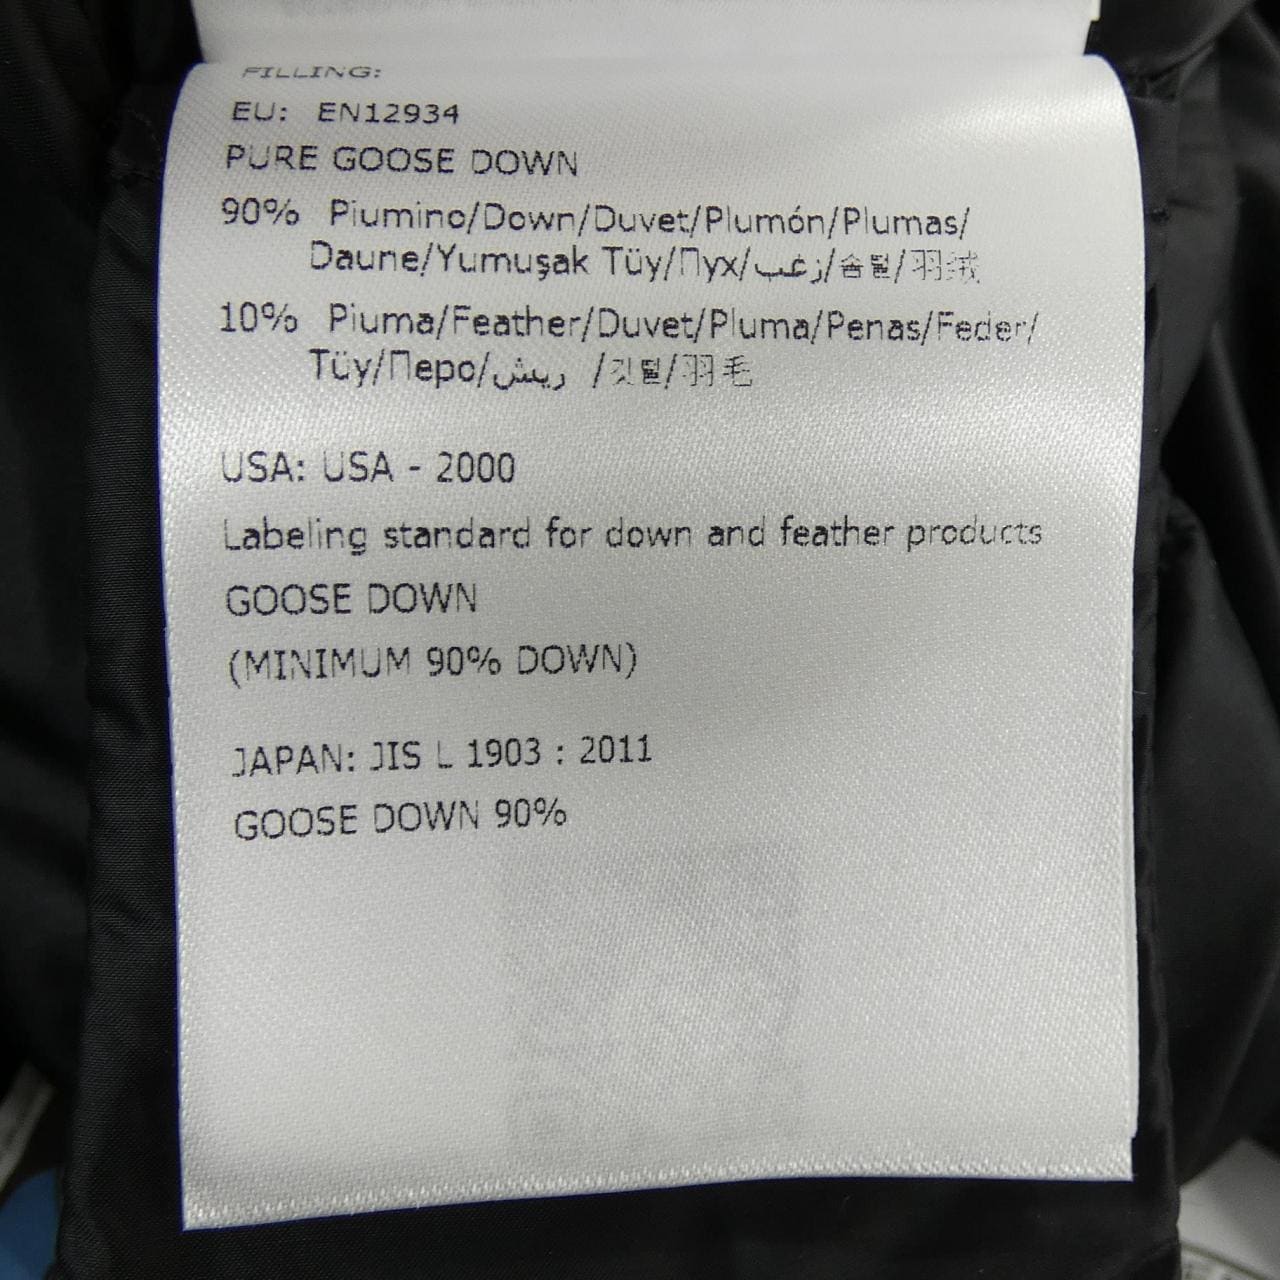 FILLING:
EU: EN12934
PURE GOOSE DOWN
90% Piumino/Down/Duvet/Plumón/Plumas/
Daune/Yumuşak Tüy/Пух/زغب/솜털/羽绒
10% Piuma/Feather/Duvet/Pluma/Penas/Feder/
Tüy/Перо/ريش /깃털/羽毛
USA: USA - 2000
Labeling standard for down and feather products
GOOSE DOWN
(MINIMUM 90% DOWN)
JAPAN: JIS L 1903 : 2011
GOOSE DOWN 90%